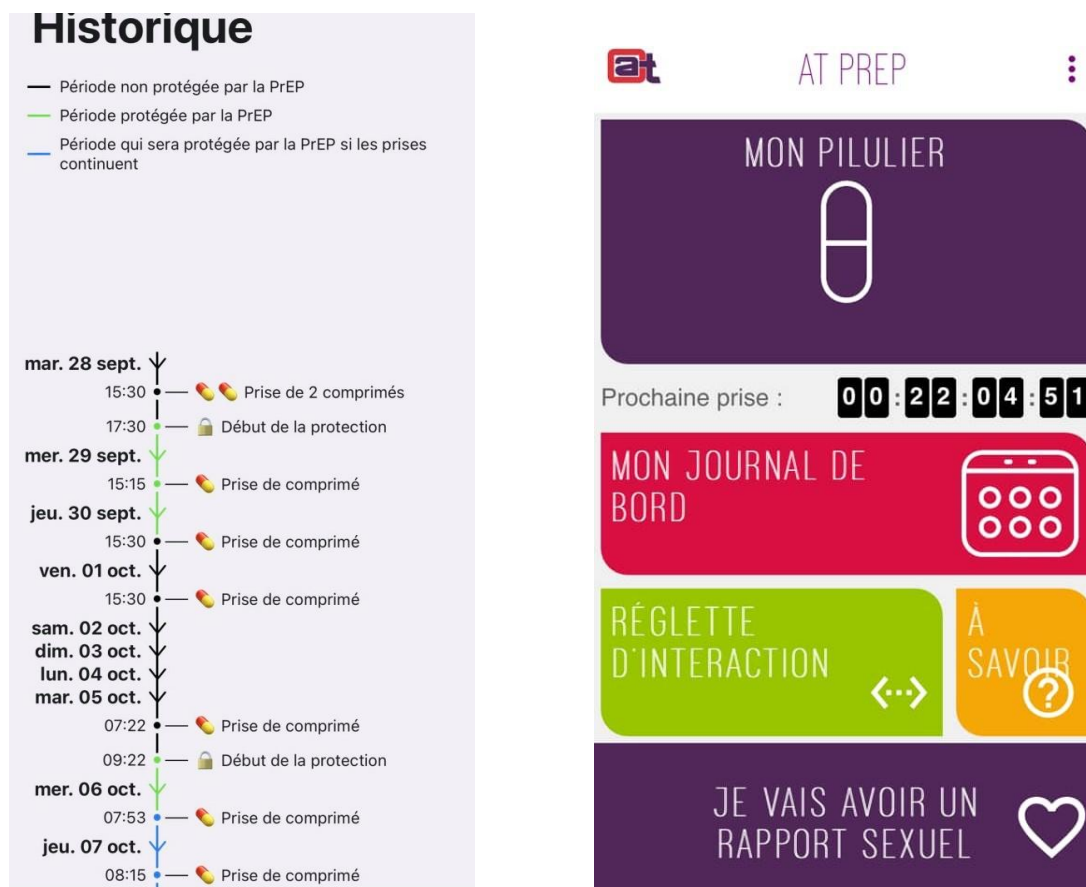 Historique
Période non protégée par la PrEP
Période protégée par la PrEP
Période qui sera protégée par la PrEP si les prises
continuent
mar. 28 sept.
15:30 Prise de 2 comprimés
17:30 Début de la protection
mer. 29 sept.
15:15 Prise de comprimé
jeu. 30 sept.
15:30 Prise de comprimé
ven. 01 oct.
15:30 Prise de comprimé
sam. 02 oct.
dim. 03 oct.
lun. 04 oct.
mar. 05 oct.
07:22 Prise de comprimé
09:22 Début de la protection
mer. 06 oct.
07:53 Prise de comprimé
jeu. 07 oct.
08:15 Prise de comprimé
at AT PREP
MON PILULIER
Prochaine prise : 00:22:04:51
MON JOURNAL DE
BORD
RÉGLETTE
D'INTERACTION
À
SAVOIR
JE VAIS AVOIR UN
RAPPORT SEXUEL